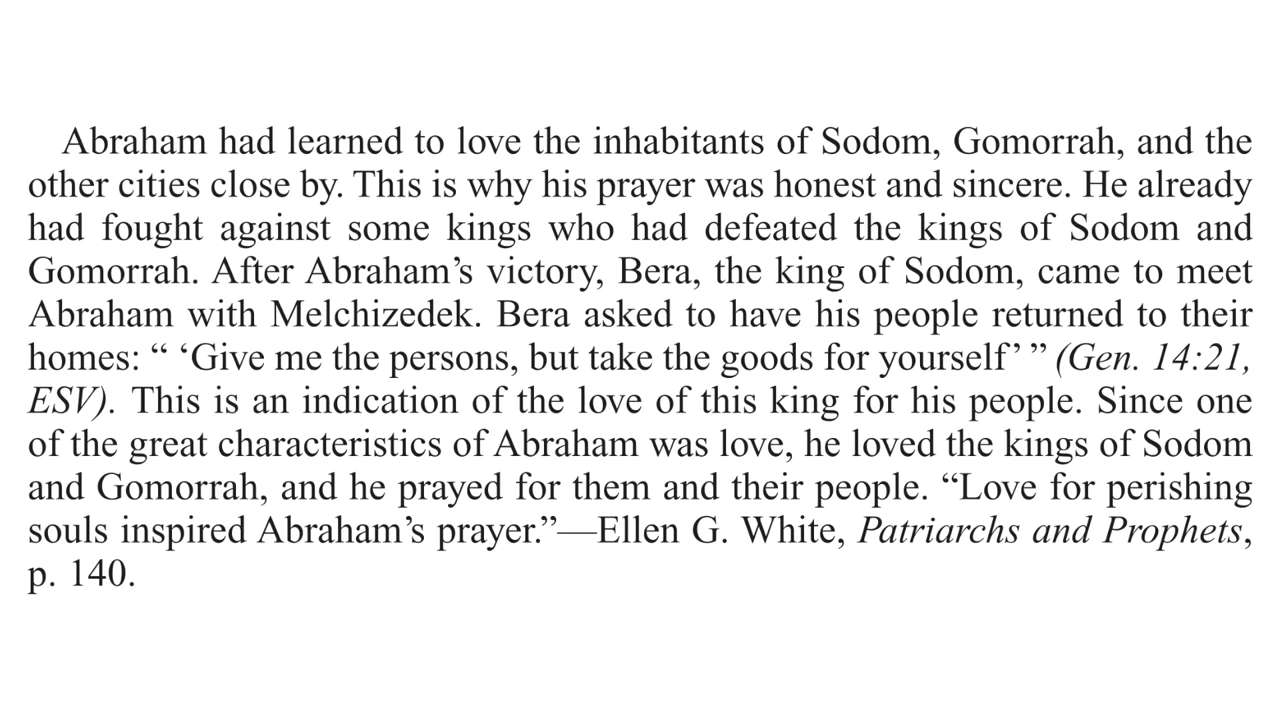 Abraham had learned to love the inhabitants of Sodom, Gomorrah, and the
other cities close by. This is why his prayer was honest and sincere. He already
had fought against some kings who had defeated the kings of Sodom and
Gomorrah. After Abraham’s victory, Bera, the king of Sodom, came to meet
Abraham with Melchizedek. Bera asked to have his people returned to their
homes: “ ‘Give me the persons, but take the goods for yourself’ ” (Gen. 14:21,
ESV). This is an indication of the love of this king for his people. Since one
of the great characteristics of Abraham was love, he loved the kings of Sodom
and Gomorrah, and he prayed for them and their people. “Love for perishing
souls inspired Abraham’s prayer.”—Ellen G. White, Patriarchs and Prophets,
p. 140.